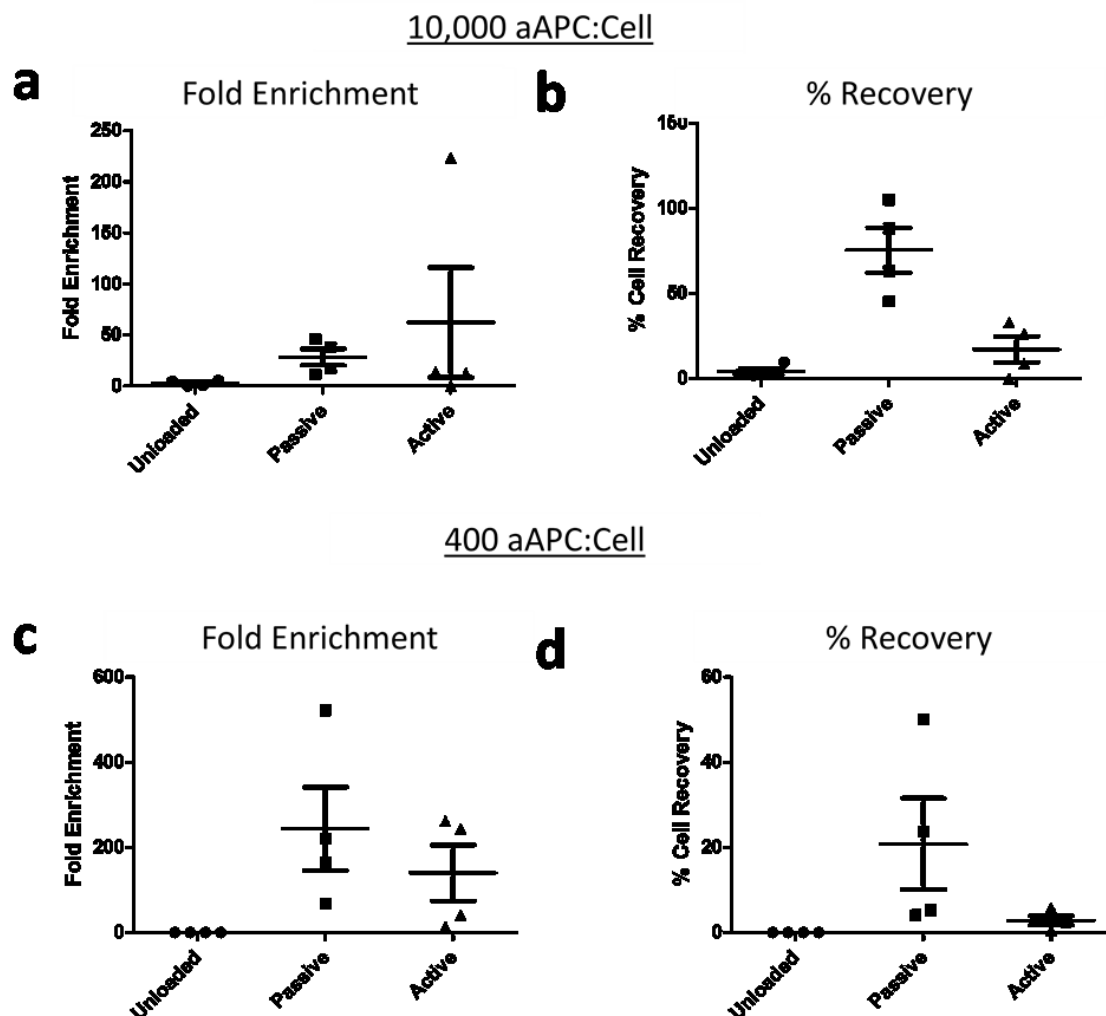 10,000 aAPC:Cell
a
Fold Enrichment
Fold Enrichment
250
200
150
100
50
0
Unloaded
Passive
Active
b
% Recovery
% Cell Recovery
150
100
50
0
Unloaded
Passive
Active
400 aAPC:Cell
c
Fold Enrichment
Fold Enrichment
600
400
200
0
Unloaded
Passive
Active
d
% Recovery
% Cell Recovery
60
40
20
0
Unloaded
Passive
Active